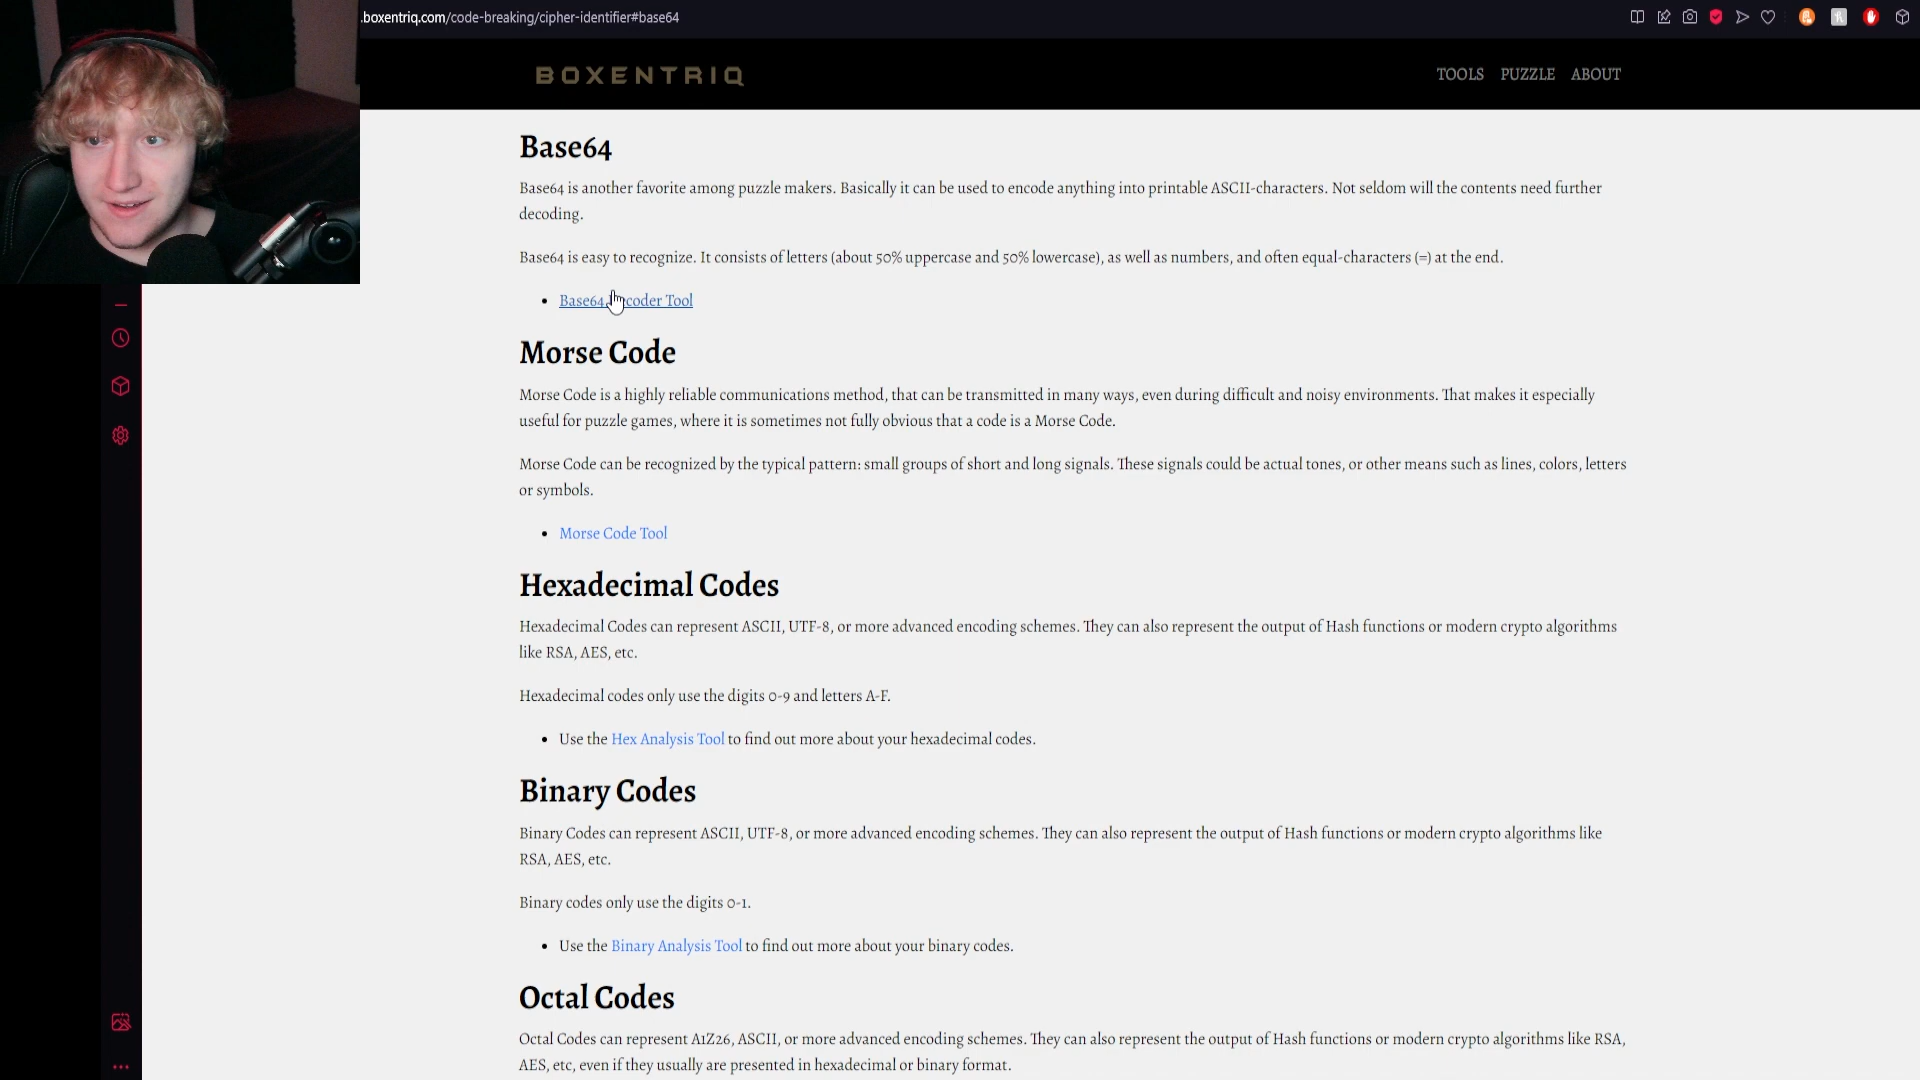 .boxentriq.com/code-breaking/cipher-identifier#base64
BOXENTRIQ
TOOLS PUZZLE ABOUT
Base64
Base64 is another favorite among puzzle makers. Basically it can be used to encode anything into printable ASCII-characters. Not seldom will the contents need further
decoding.
Base64 is easy to recognize. It consists of letters (about 50% uppercase and 50% lowercase), as well as numbers, and often equal-characters (=) at the end.
• Base64 coder Tool
Morse Code
Morse Code is a highly reliable communications method, that can be transmitted in many ways, even during difficult and noisy environments. That makes it especially
useful for puzzle games, where it is sometimes not fully obvious that a code is a Morse Code.
Morse Code can be recognized by the typical pattern: small groups of short and long signals. These signals could be actual tones, or other means such as lines, colors, letters
or symbols.
• Morse Code Tool
Hexadecimal Codes
Hexadecimal Codes can represent ASCII, UTF-8, or more advanced encoding schemes. They can also represent the output of Hash functions or modern crypto algorithms
like RSA, AES, etc.
Hexadecimal codes only use the digits 0-9 and letters A-F.
• Use the Hex Analysis Tool to find out more about your hexadecimal codes.
Binary Codes
Binary Codes can represent ASCII, UTF-8, or more advanced encoding schemes. They can also represent the output of Hash functions or modern crypto algorithms like
RSA, AES, etc.
Binary codes only use the digits 0-1.
• Use the Binary Analysis Tool to find out more about your binary codes.
Octal Codes
Octal Codes can represent A1Z26, ASCII, or more advanced encoding schemes. They can also represent the output of Hash functions or modern crypto algorithms like RSA,
AES, etc, even if they usually are presented in hexadecimal or binary format.